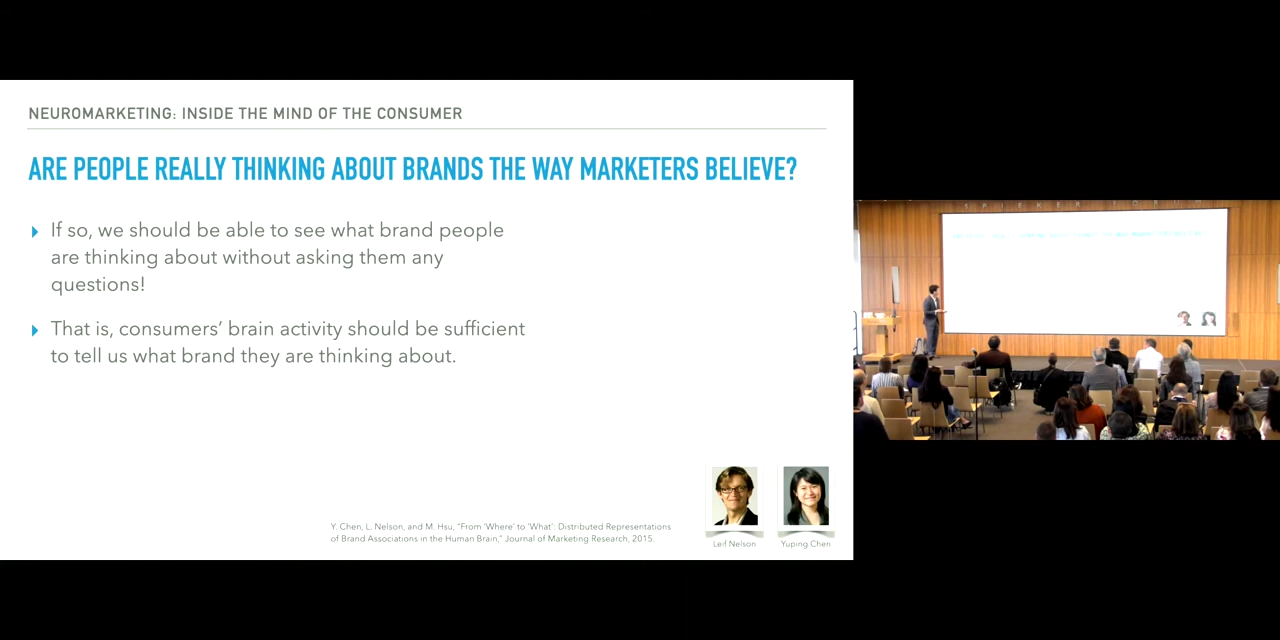 NEUROMARKETING: INSIDE THE MIND OF THE CONSUMER
ARE PEOPLE REALLY THINKING ABOUT BRANDS THE WAY MARKETERS BELIEVE?
If so, we should be able to see what brand people
are thinking about without asking them any
questions!
That is, consumers’ brain activity should be sufficient
to tell us what brand they are thinking about.
Y. Chen, L. Nelson, and M. Hsu, “From ‘Where’ to ‘What’: Distributed Representations
of Brand Associations in the Human Brain,” Journal of Marketing Research, 2015.
Leif Nelson
Yuping Chen
SPIEKER FORUM